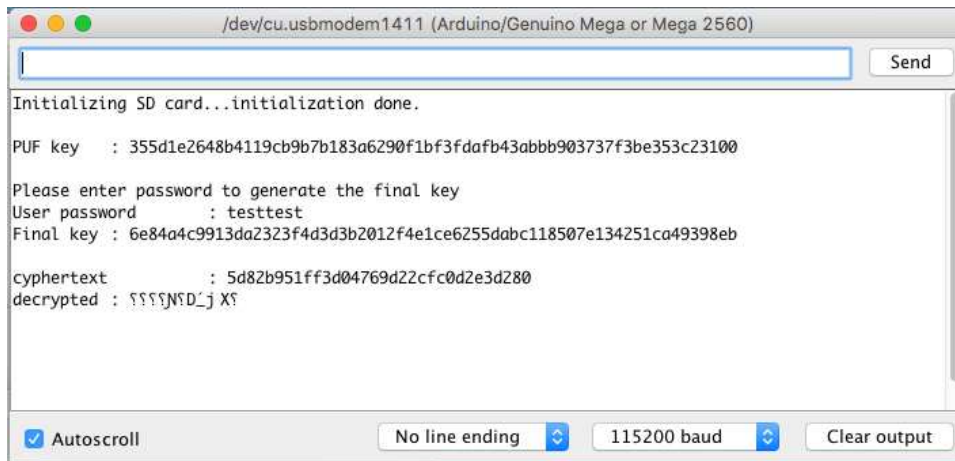 /dev/cu.usbmodem1411 (Arduino/Genuino Mega or Mega 2560)
Send
Initializing SD card...initialization done.
PUF key : 355d1e2648b4119cb9b7b183a6290f1bf3fdafb43abbb903737f3be353c23100
Please enter password to generate the final key
User password : testtest
Final key : 6e84a4c9913da2323f4d3d3b2012f4e1ce6255dabc118507e134251ca49398eb
cyphertext : 5d82b951ff3d04769d22cfc0d2e3d280
decrypted :
Autoscroll
No line ending
115200 baud
Clear output